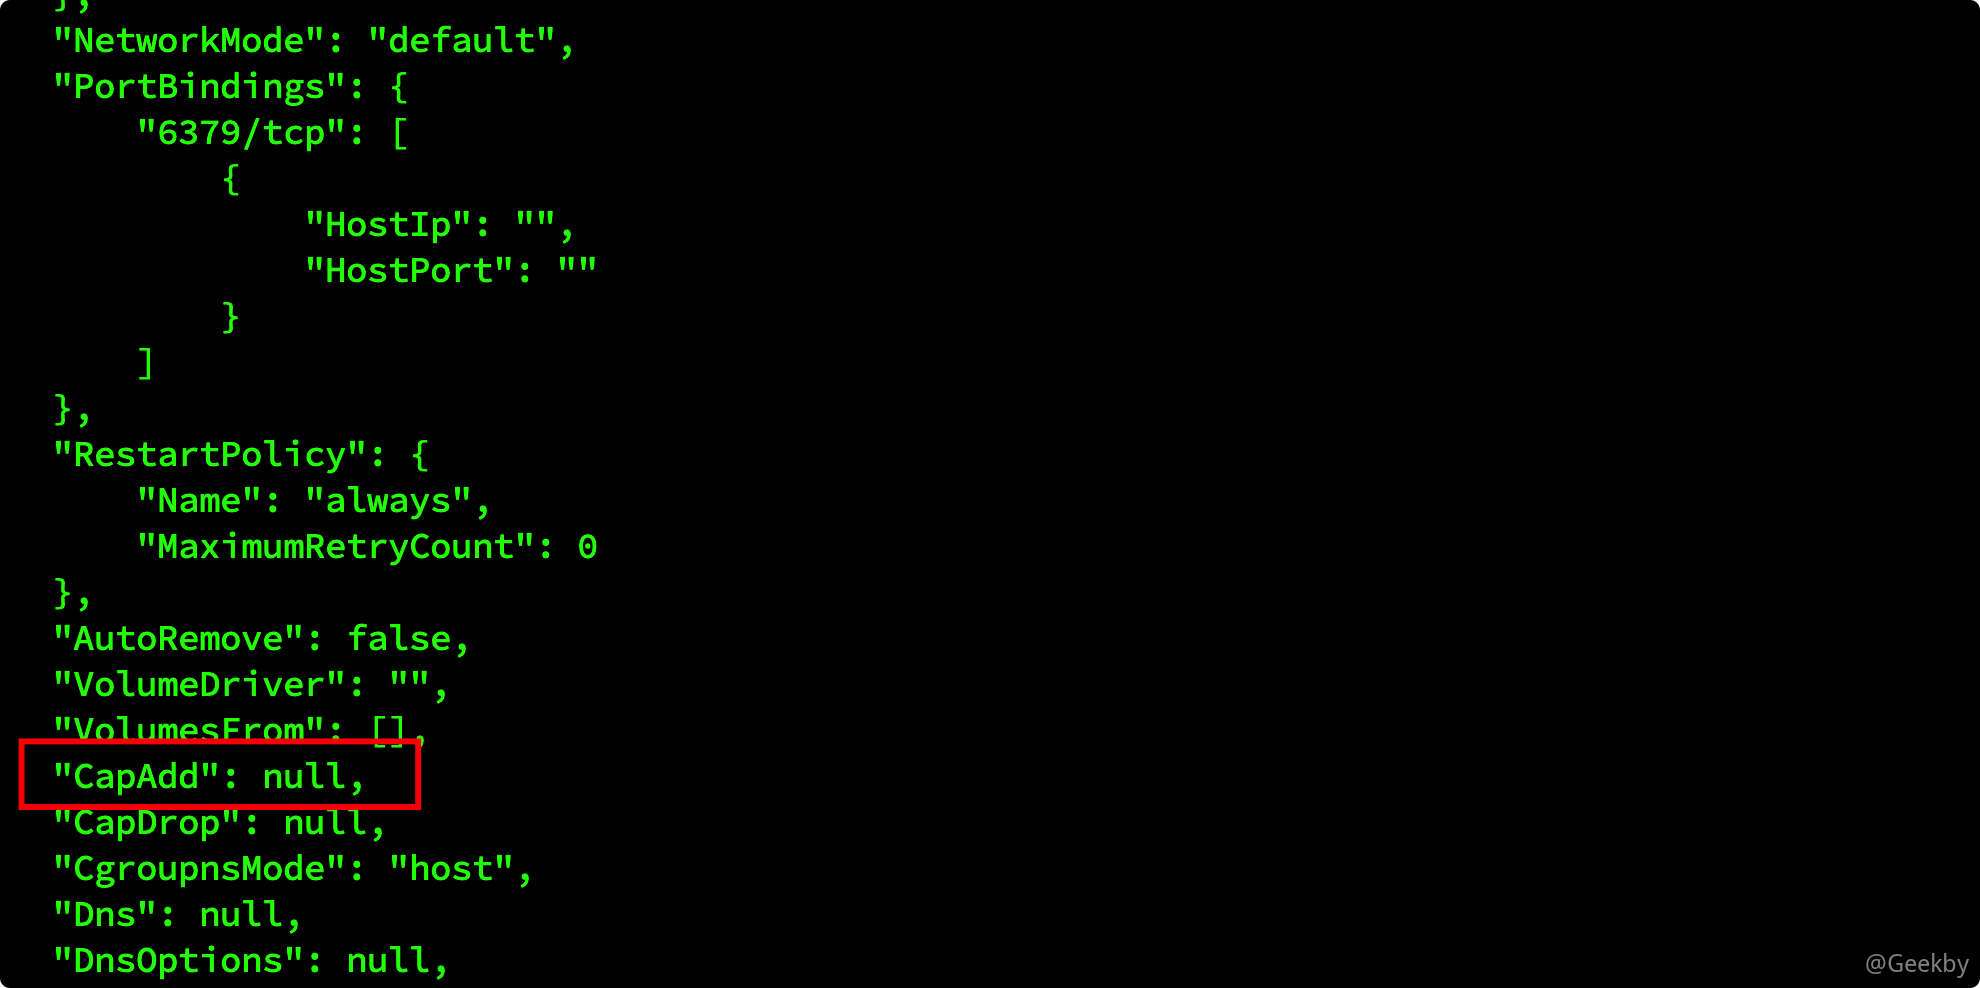 },
"NetworkMode": "default",
"PortBindings": {
"6379/tcp": [
{
"HostIp": "",
"HostPort": ""
}
]
},
"RestartPolicy": {
"Name": "always",
"MaximumRetryCount": 0
},
"AutoRemove": false,
"VolumeDriver": "",
"VolumesFrom": [],
"CapAdd": null,
"CapDrop": null,
"CgroupnsMode": "host",
"Dns": null,
"DnsOptions": null,
@Geekby